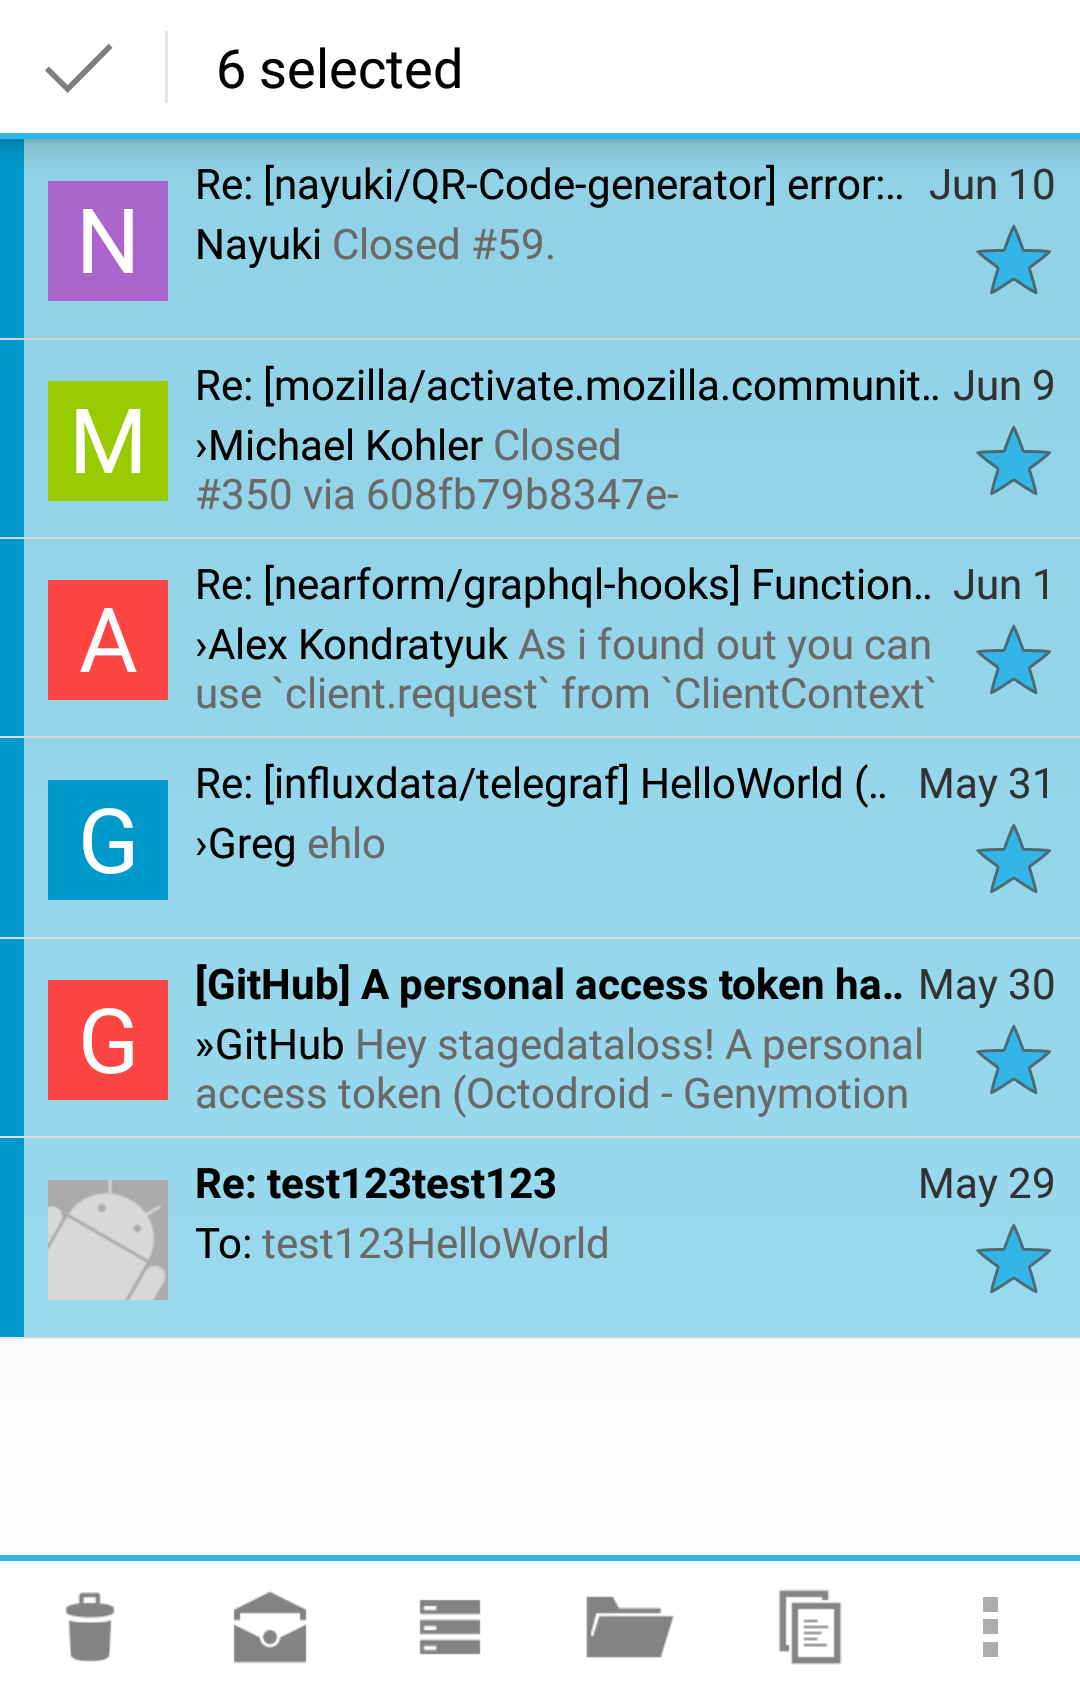 6 selected
N
Re: [nayuki/QR-Code-generator] error:.. Jun 10
Nayuki Closed #59.
M
Re: [mozilla/activate.mozilla.communit.. Jun 9
›Michael Kohler Closed
#350 via 608fb79b8347e-
A
Re: [nearform/graphql-hooks] Function.. Jun 1
›Alex Kondratyuk As i found out you can
use `client.request` from `ClientContext`
G
Re: [influxdata/telegraf] HelloWorld (.. May 31
›Greg ehlo
G
[GitHub] A personal access token ha.. May 30
»GitHub Hey stagedataloss! A personal
access token (Octodroid - Genymotion
Re: test123test123 May 29
To: test123HelloWorld